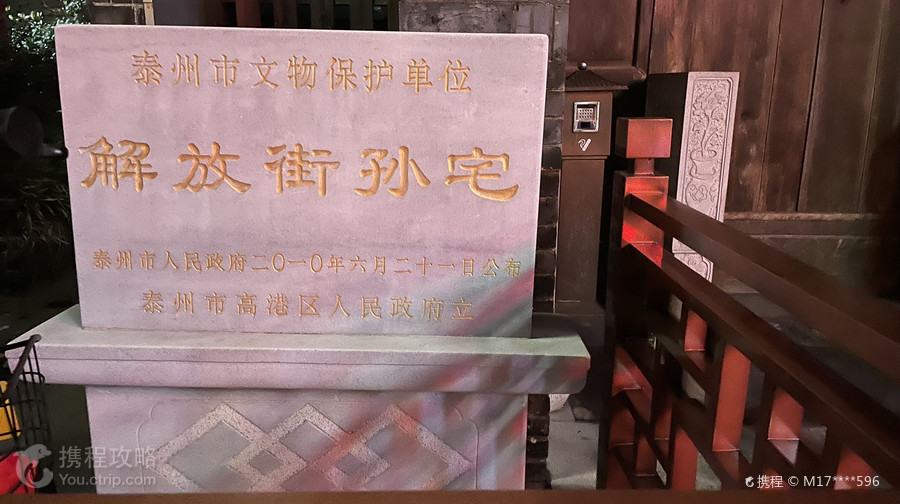 泰州市文物保护单位
解放街孙宅
泰州市人民政府二〇一〇年六月二十一日公布
泰州市高港区人民政府立
携程攻略
You.ctrip.com
携程 © M17****596